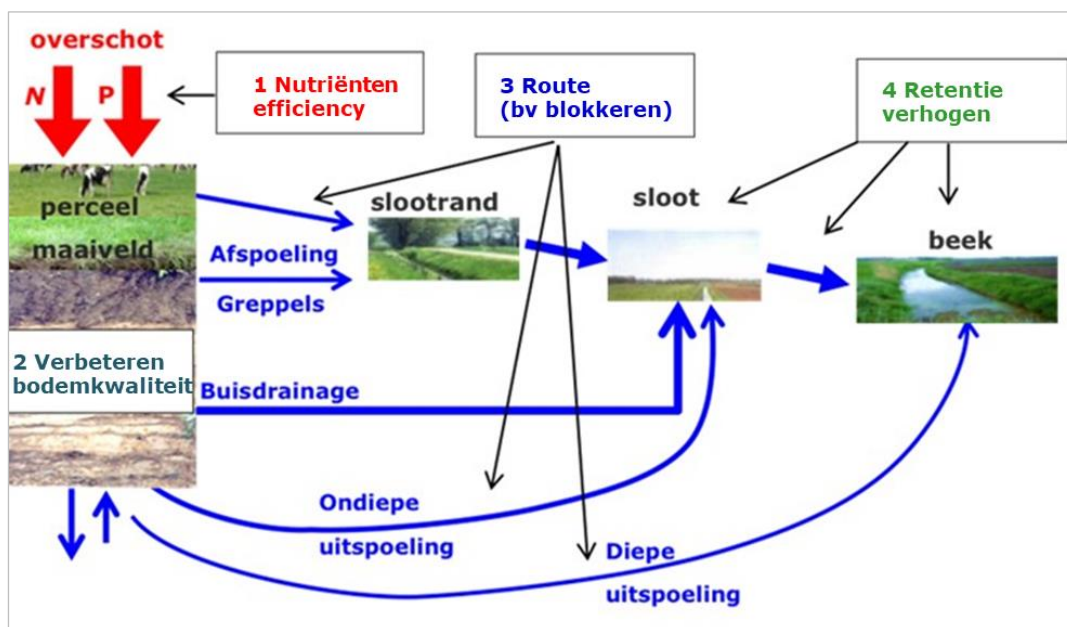 overschot
N P
1 Nutriënten
efficiency
3 Route
(bv blokkeren)
4 Retentie
verhogen
perceel
maaiveld
slootrand
sloot
beek
Afspoeling
Greppels
2 Verbeteren
bodemkwaliteit
Buisdrainage
Ondiepe
uitspoeling
Diepe
uitspoeling